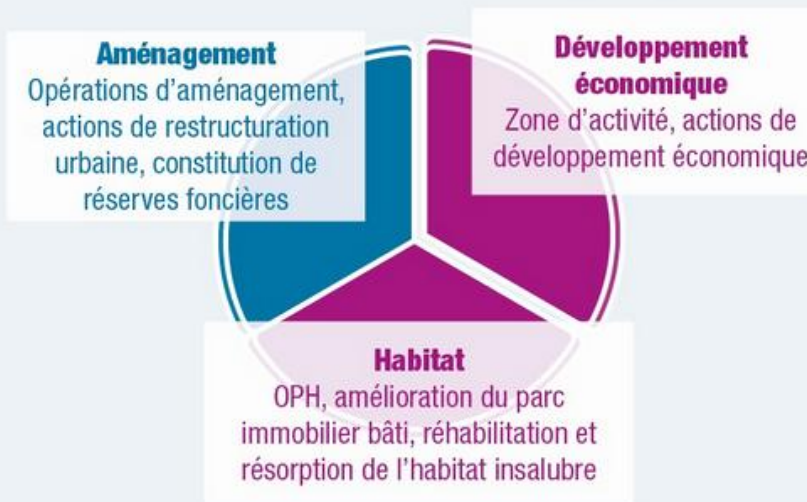 Aménagement
Opérations d'aménagement,
actions de restructuration
urbaine, constitution de
réserves foncières
Développement
économique
Zone d'activité, actions de
développement économique
Habitat
OPH, amélioration du parc
immobilier bâti, réhabilitation et
résorption de l'habitat insalubre